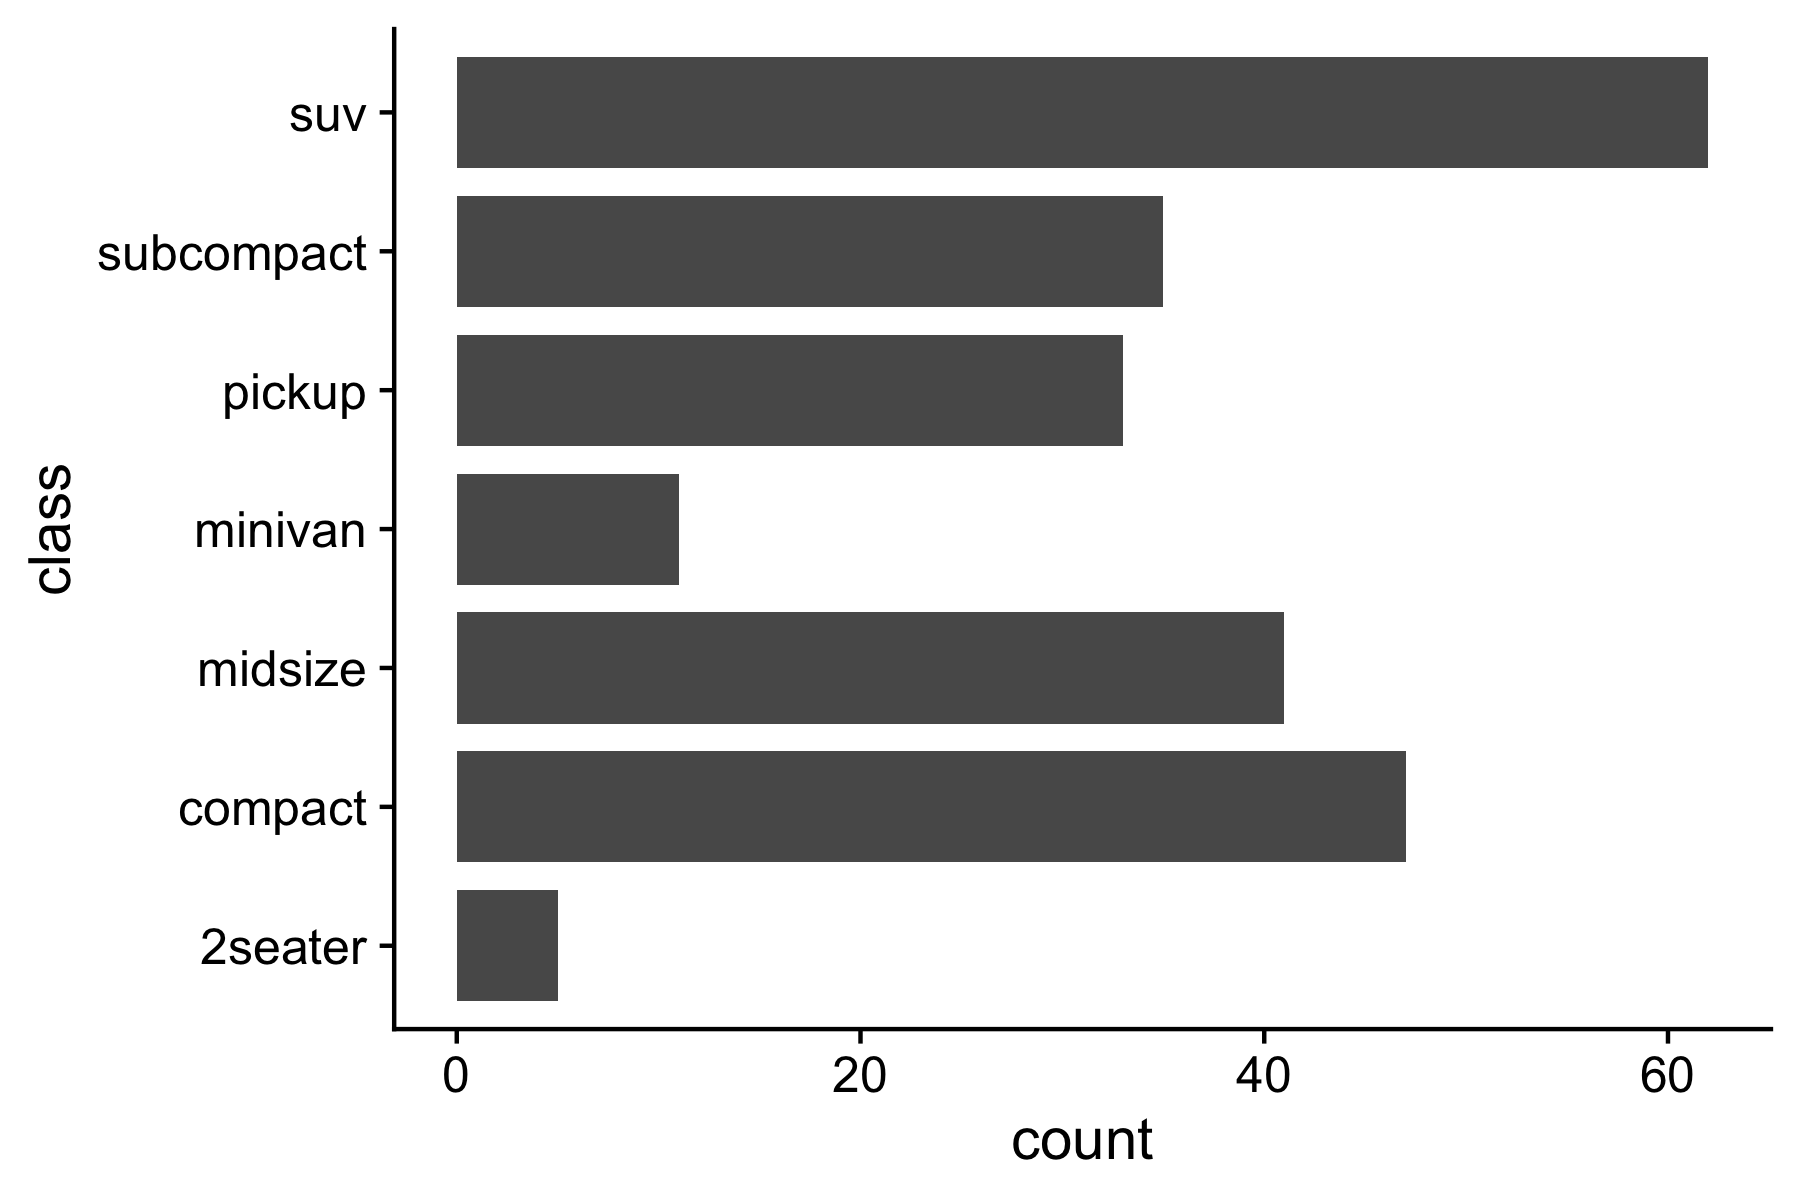 suv
subcompact
pickup
minivan
midsize
compact
2seater
class
0 20 40 60
count